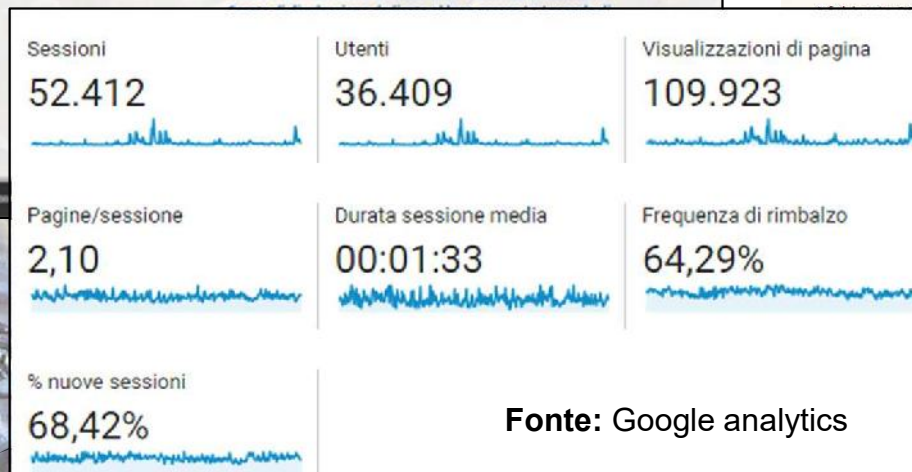 Sessioni
Utenti
Visualizzazioni di pagina
52.412
36.409
109.923
Pagine/sessione
Durata sessione media
Frequenza di rimbalzo
2,10
00:01:33
64,29%
% nuove sessioni
68,42%
Fonte: Google analytics